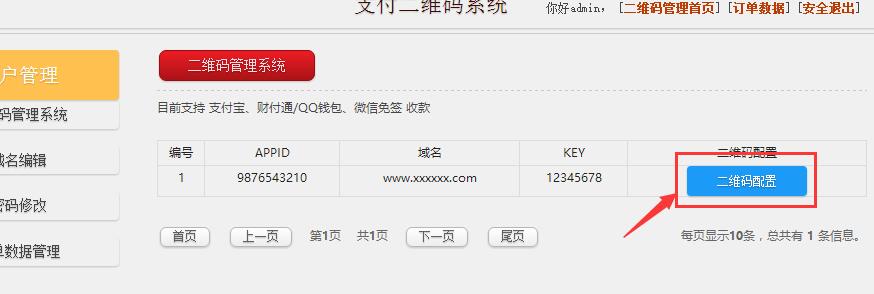 支付二维码系统
你好admin， [二维码管理首页] [订单数据] [安全退出]
户管理
码管理系统
域名编辑
密码修改
单数据管理
二维码管理系统
目前支持 支付宝、财付通/QQ钱包、微信免签 收款
编号 APPID 域名 KEY 二维码配置
1 9876543210 www.xxxxxx.com 12345678 二维码配置
首页 上一页 第1页 共1页 下一页 尾页 每页显示10条，总共有 1 条信息。